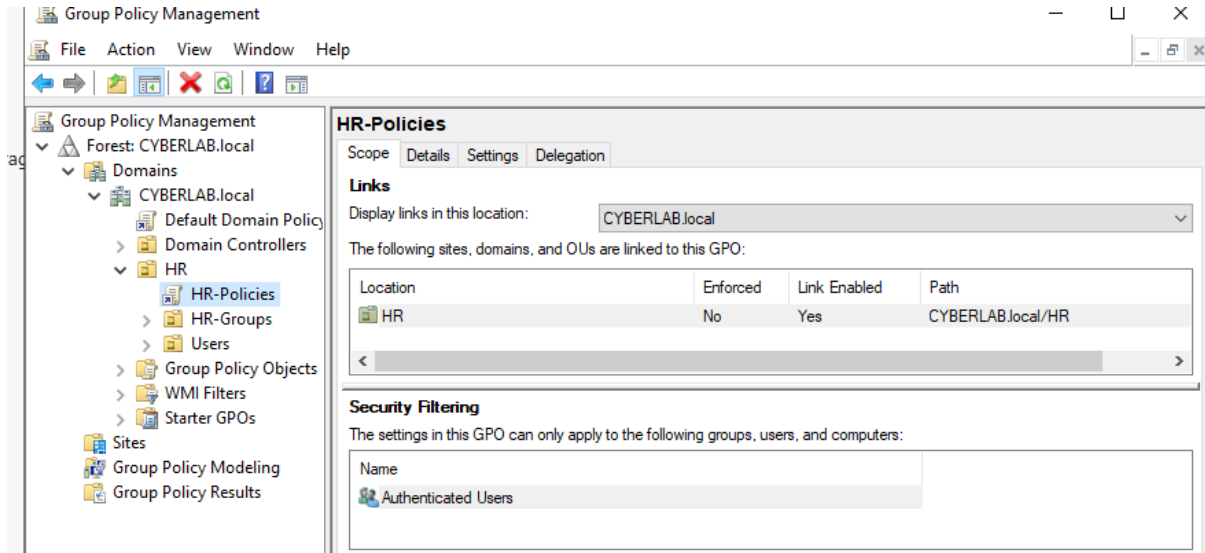 Group Policy Management
File Action View Window Help
Group Policy Management
Forest: CYBERLAB.local
Domains
CYBERLAB.local
Default Domain Policy
Domain Controllers
HR
HR-Policies
HR-Groups
Users
Group Policy Objects
WMI Filters
Starter GPOs
Sites
Group Policy Modeling
Group Policy Results
HR-Policies
Scope Details Settings Delegation
Links
Display links in this location: CYBERLAB.local
The following sites, domains, and OUs are linked to this GPO:
Location Enforced Link Enabled Path
HR No Yes CYBERLAB.local/HR
Security Filtering
The settings in this GPO can only apply to the following groups, users, and computers:
Name
Authenticated Users